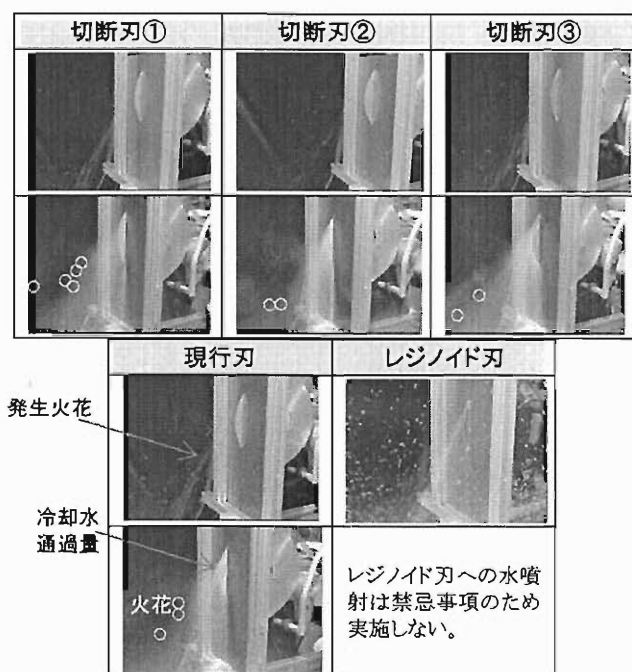 切断刃①
切断刃②
切断刃③
現行刃
レジノイド刃
発生火花
冷却水
通過量
火花
レジノイド刃への水噴
射は禁忌事項のため
実施しない。